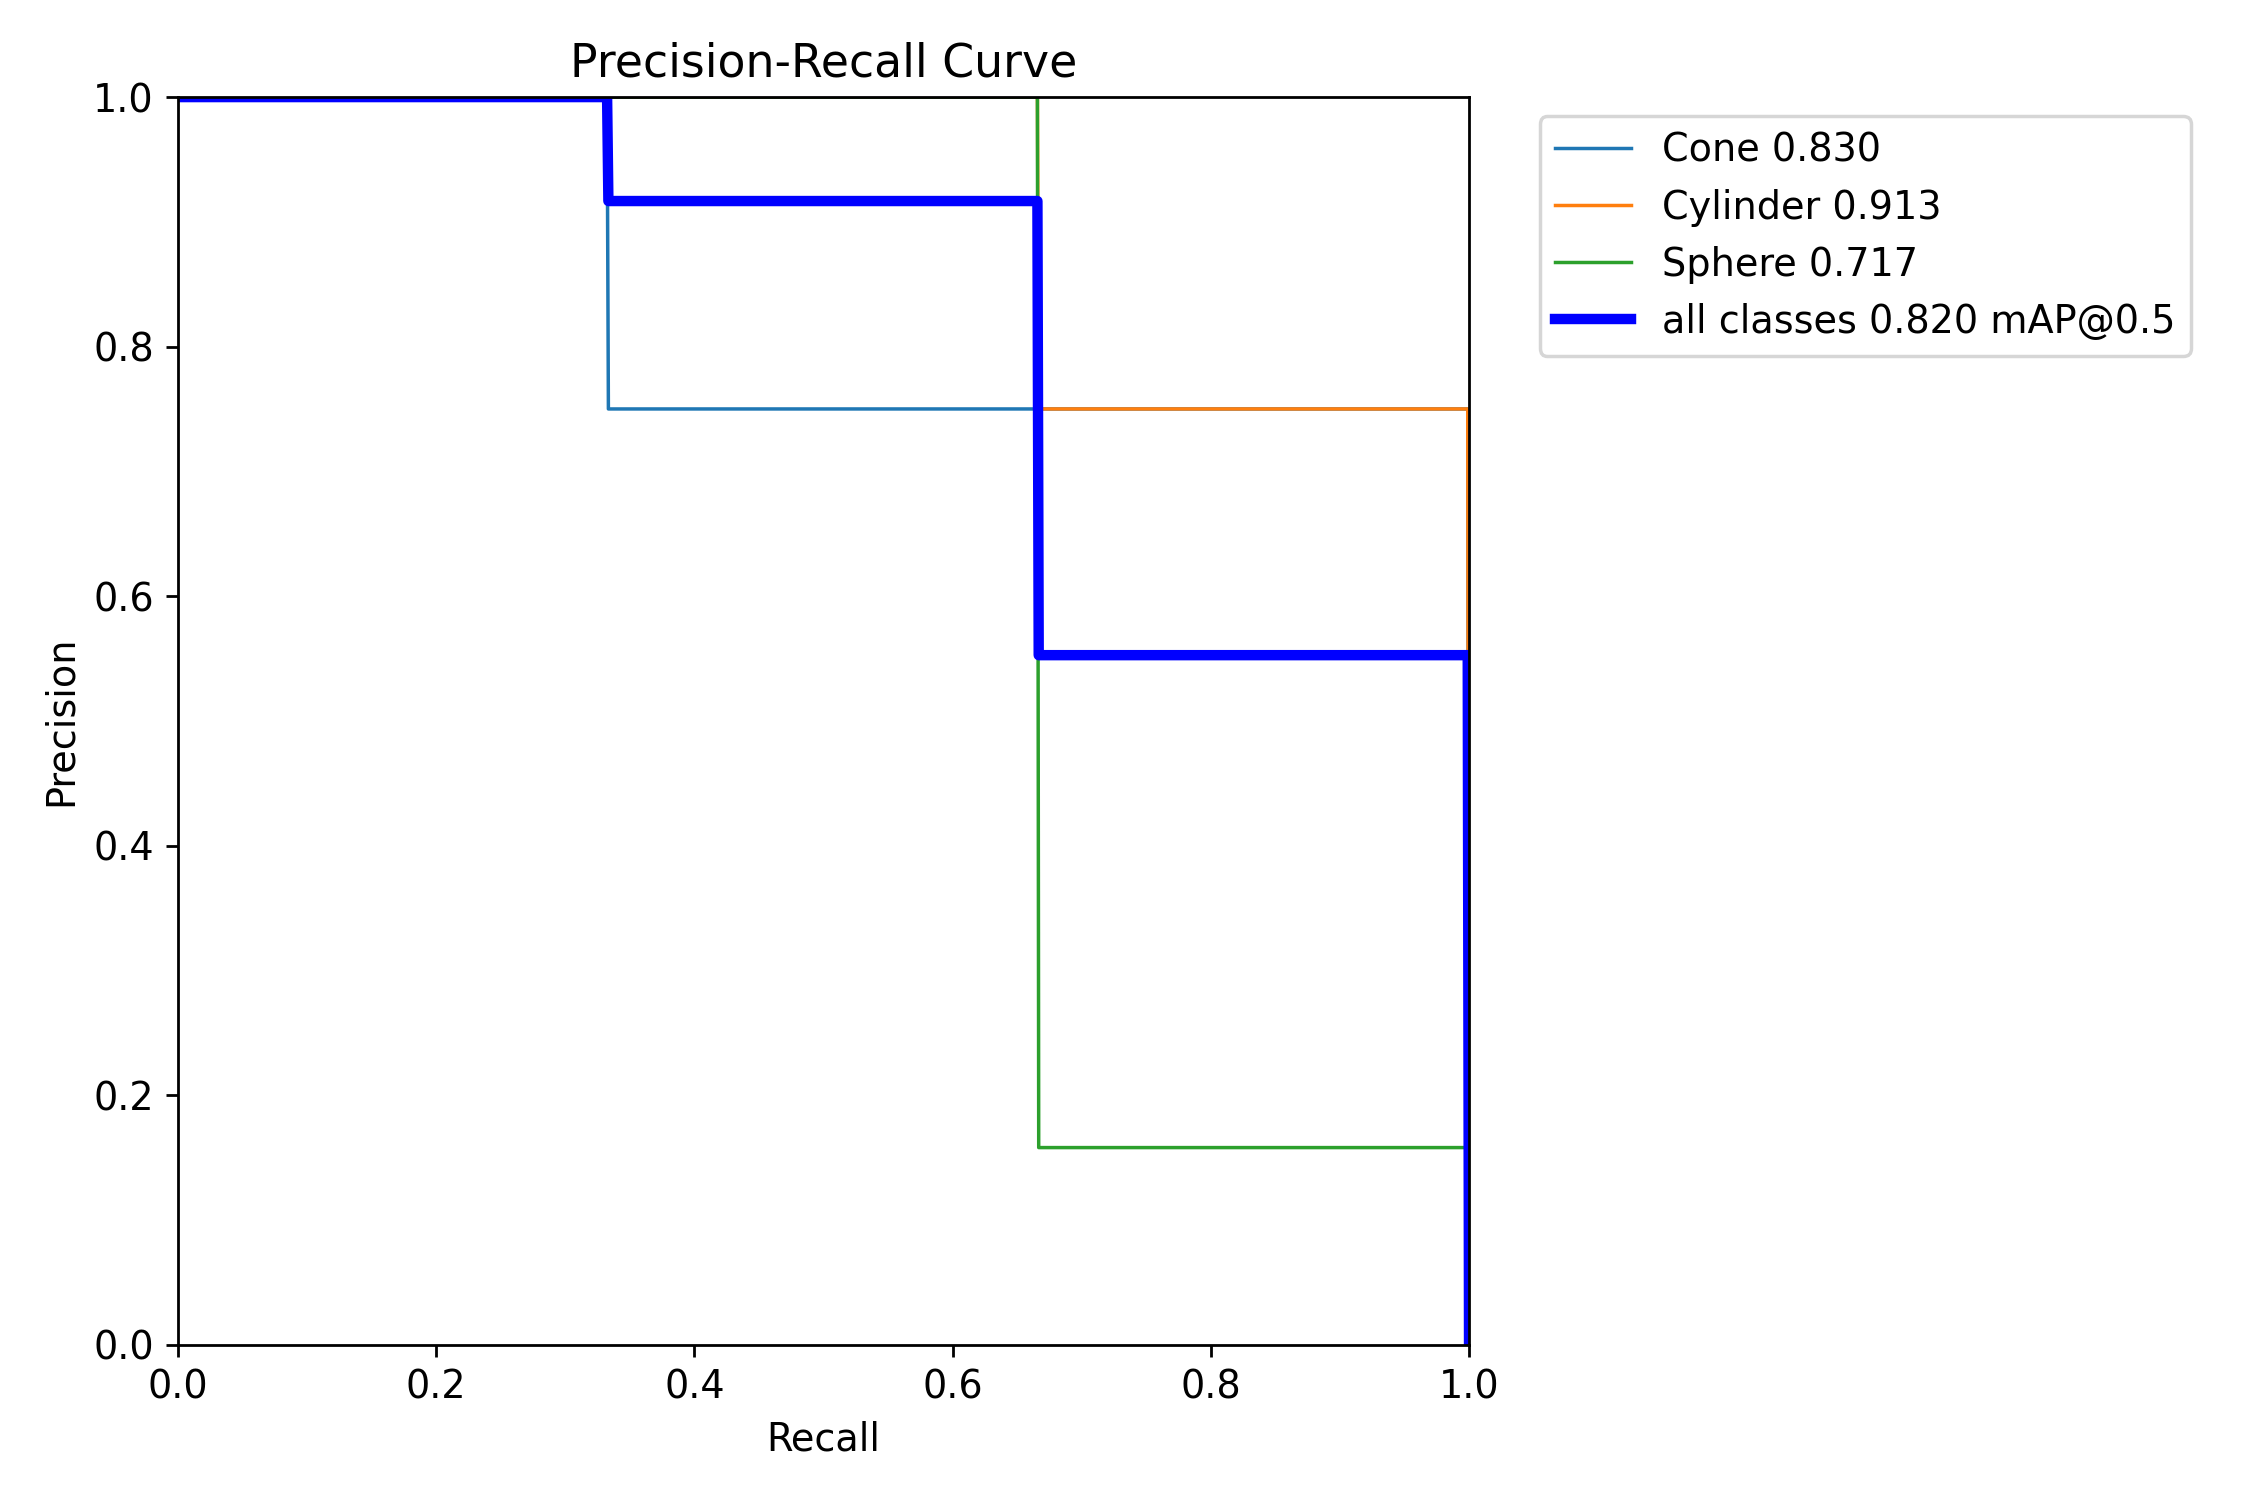 Precision-Recall Curve
1.0
0.8
0.6
0.4
0.2
0.0
Precision
0.0 0.2 0.4 0.6 0.8 1.0
Recall
Cone 0.830
Cylinder 0.913
Sphere 0.717
all classes 0.820 mAP@0.5